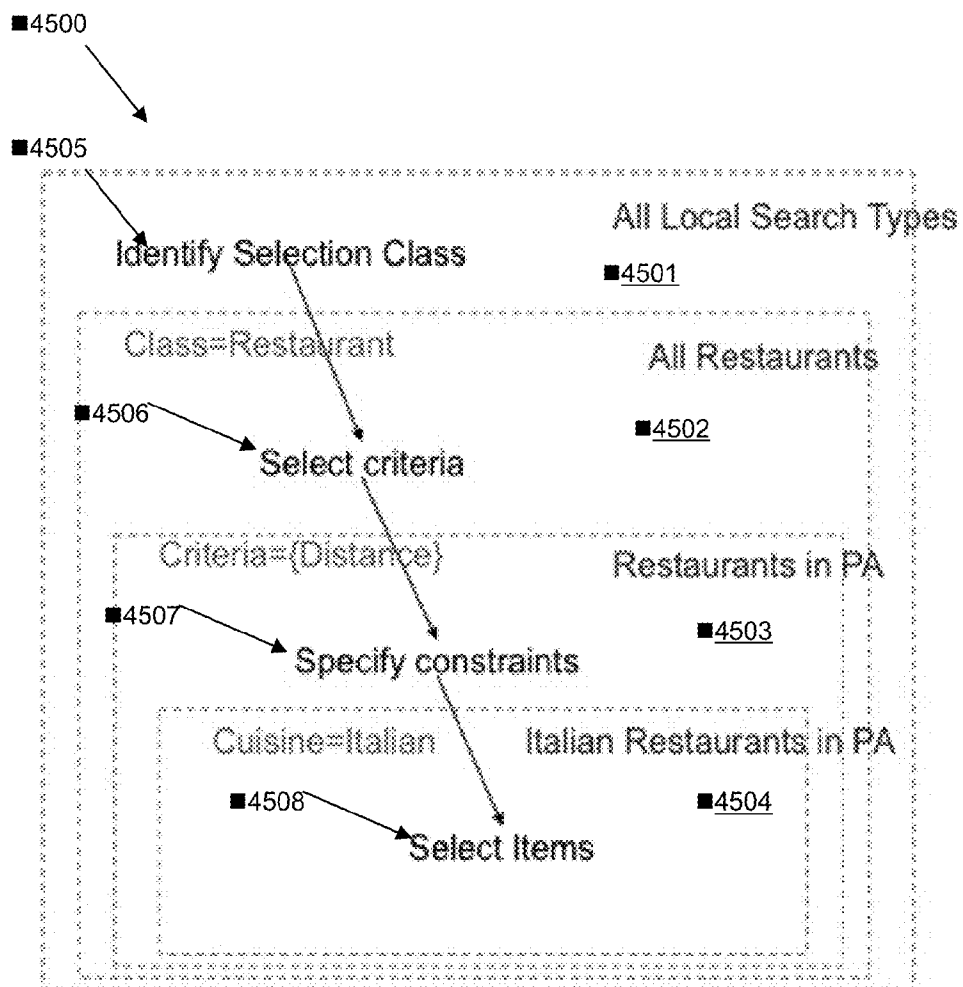 ■4500
■4505
All Local Search Types
Identify Selection Class
■4501
Class=Restaurant
All Restaurants
■4506
■4502
Select criteria
Criteria={Distance}
Restaurants in PA
■4507
■4503
Specify constraints
Cuisine=Italian
Italian Restaurants in PA
■4508
■4504
Select Items